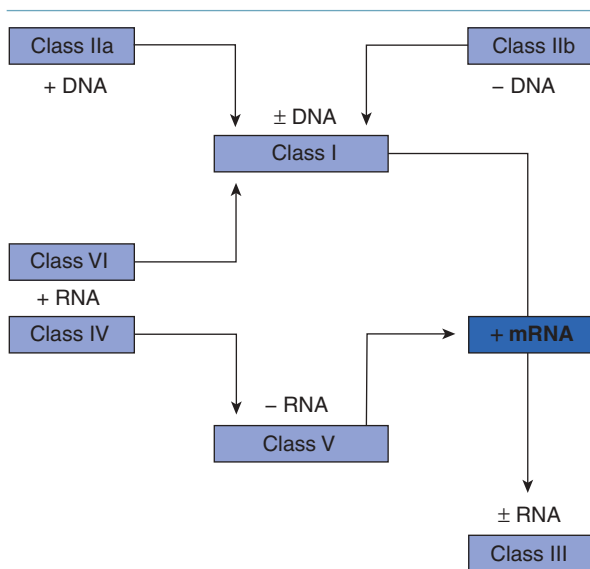 Class IIa
Class IIb
+ DNA
− DNA
± DNA
Class I
Class VI
+ RNA
Class IV
+ mRNA
− RNA
Class V
± RNA
Class III